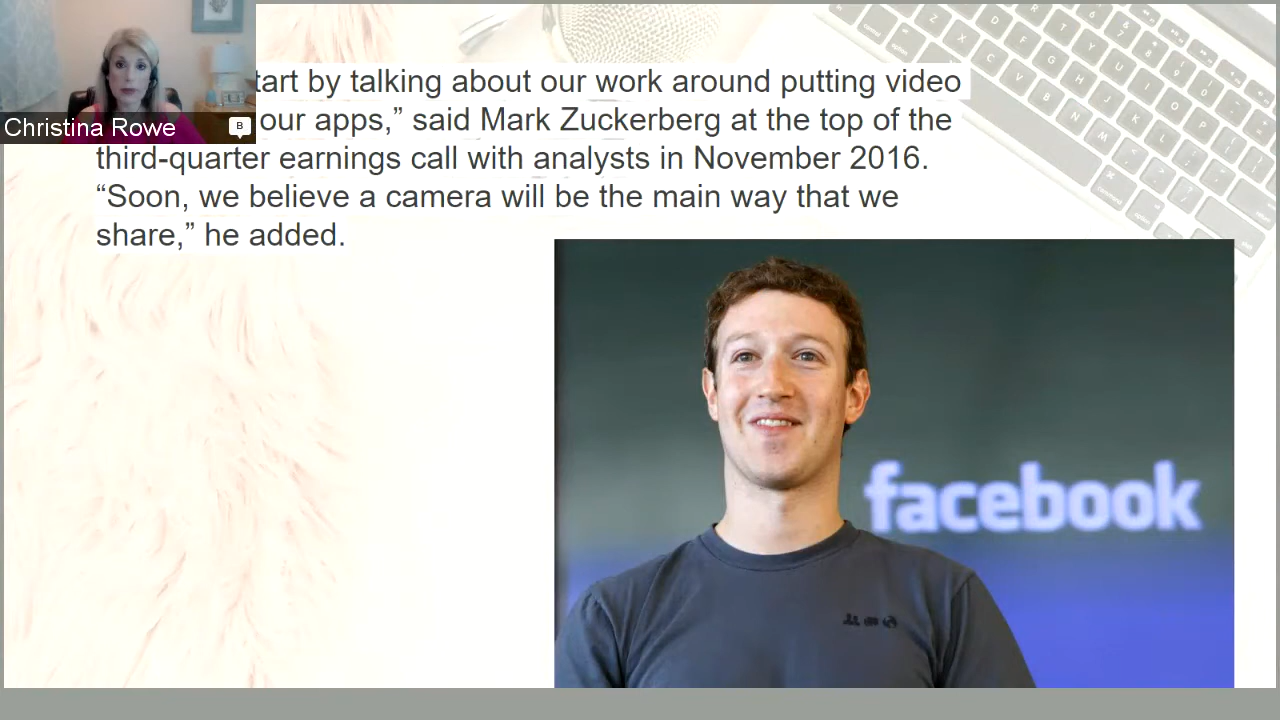 tart by talking about our work around putting video
our apps,” said Mark Zuckerberg at the top of the
Christina Rowe
B
third-quarter earnings call with analysts in November 2016.
“Soon, we believe a camera will be the main way that we
share,” he added.
facebook